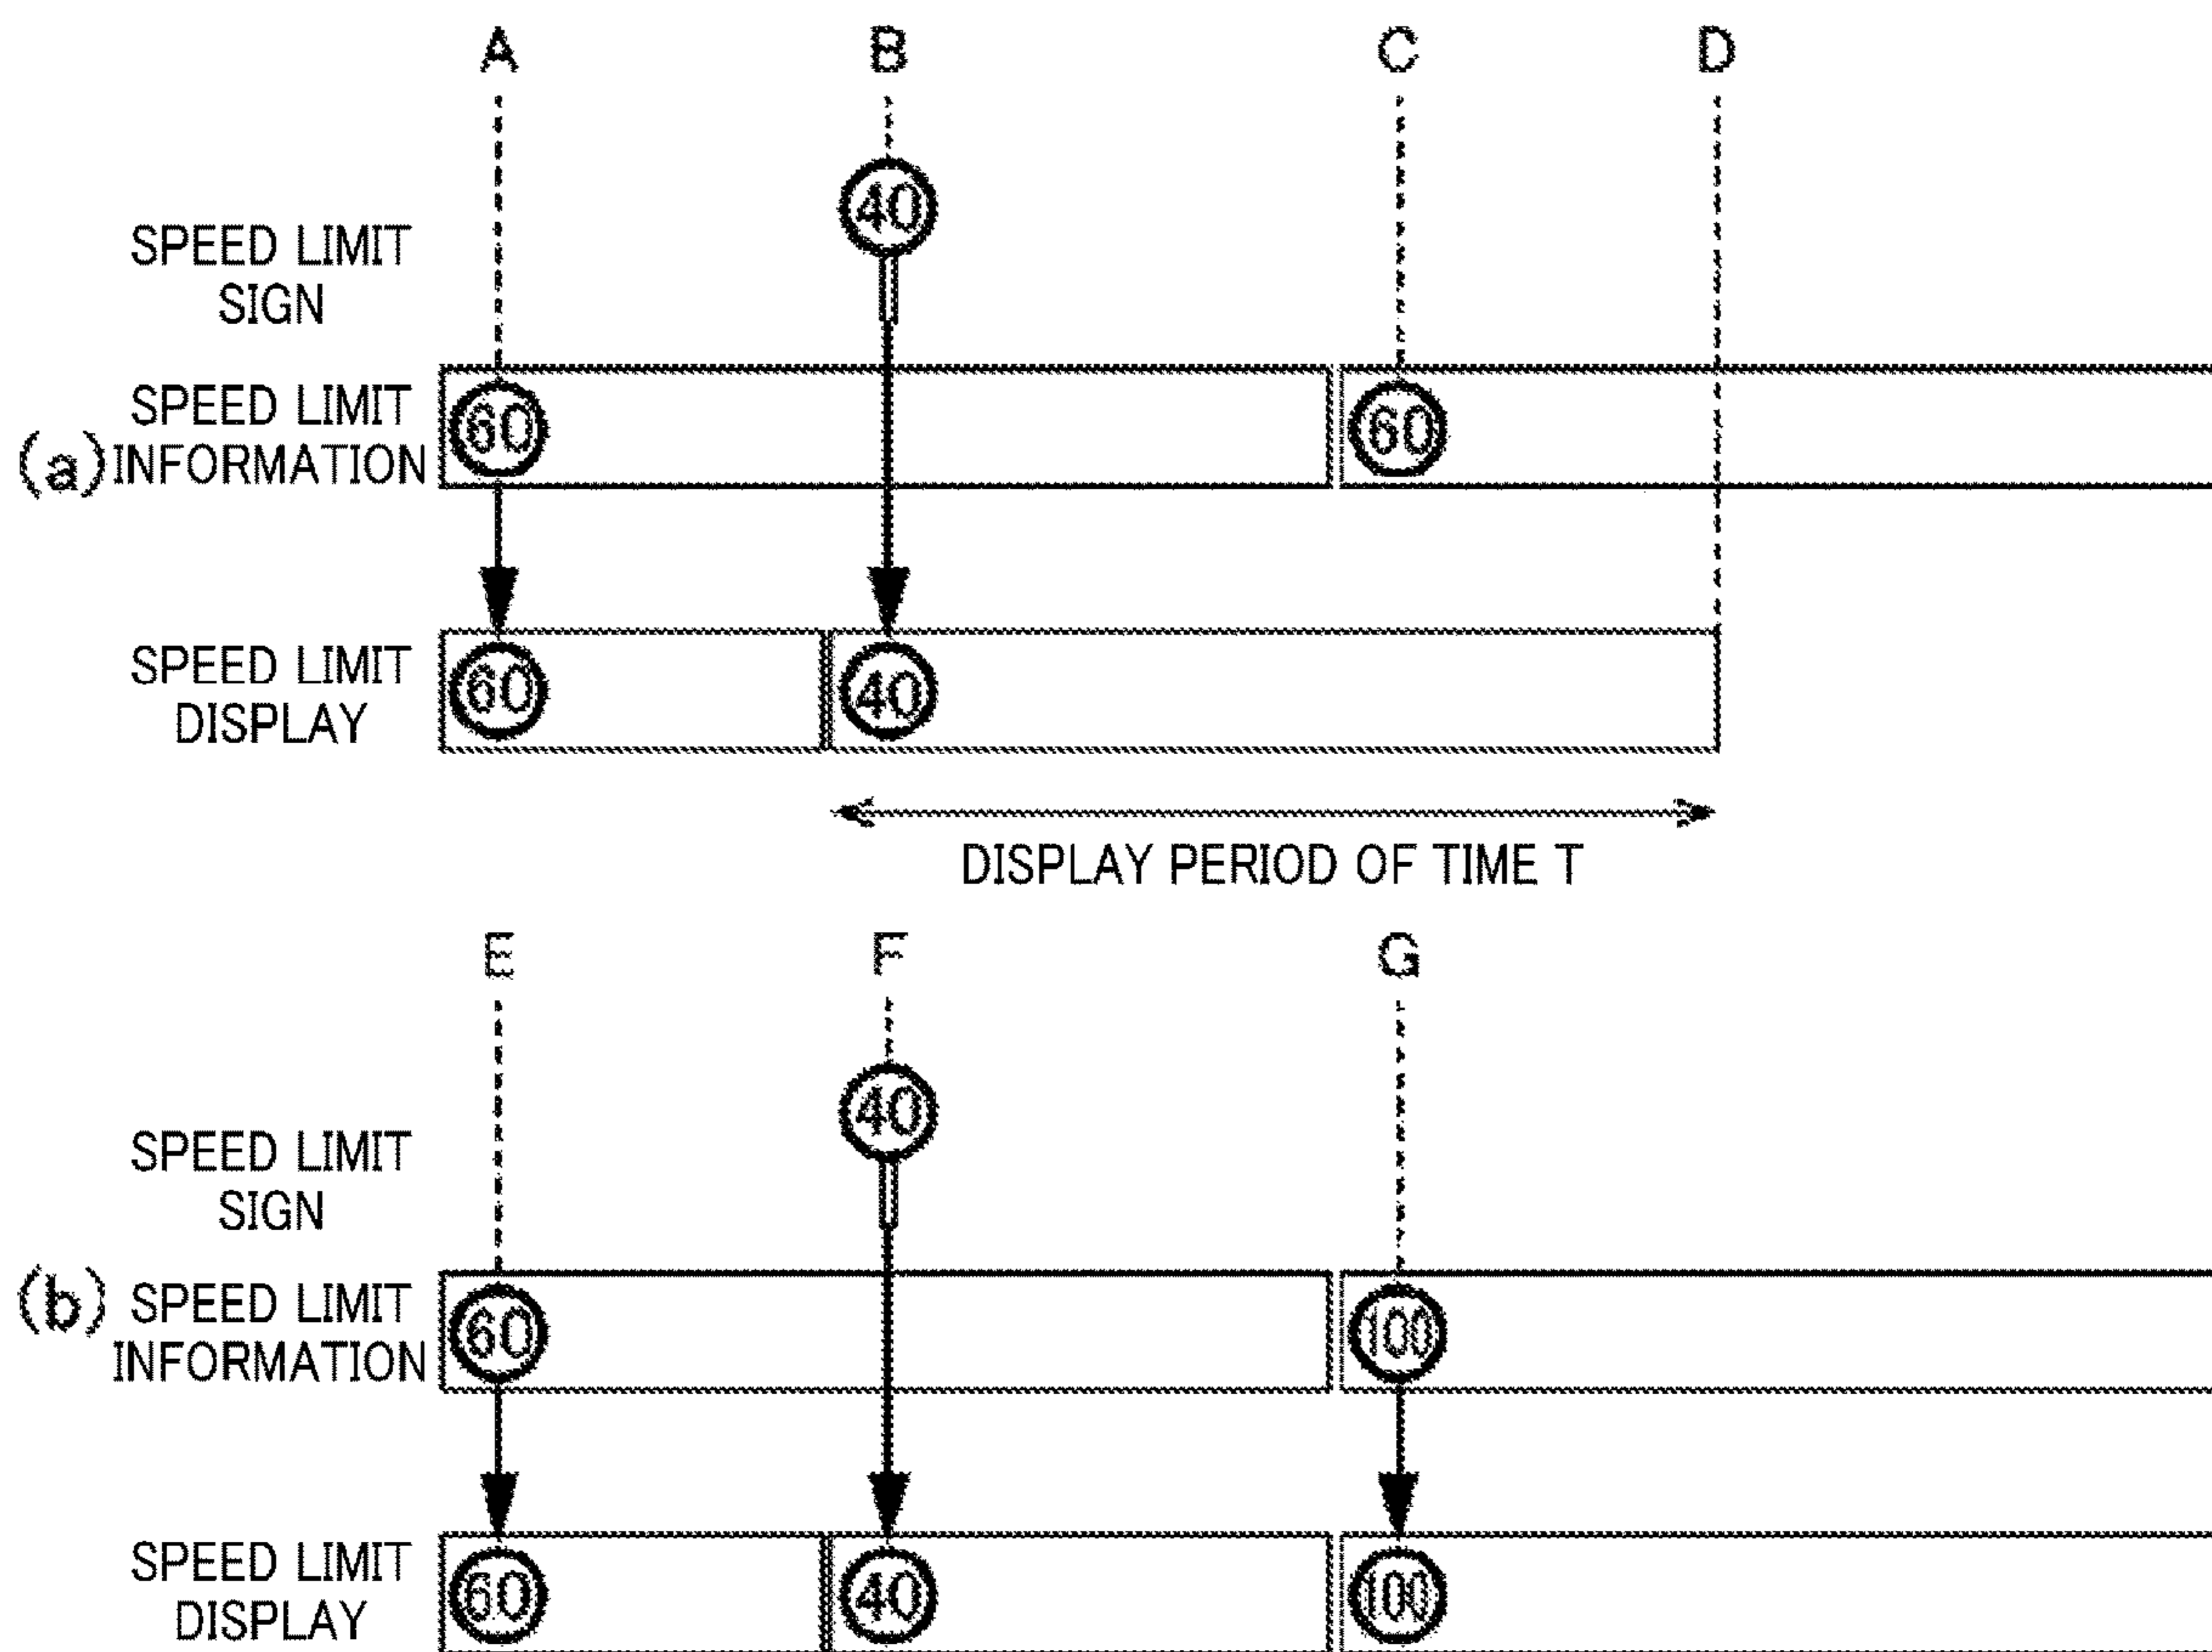 A B C D
40
SPEED LIMIT
SIGN
(a) SPEED LIMIT
INFORMATION
60 60
SPEED LIMIT
DISPLAY
60 40
DISPLAY PERIOD OF TIME T
E F G
40
SPEED LIMIT
SIGN
(b) SPEED LIMIT
INFORMATION
60 100
SPEED LIMIT
DISPLAY
60 40 100